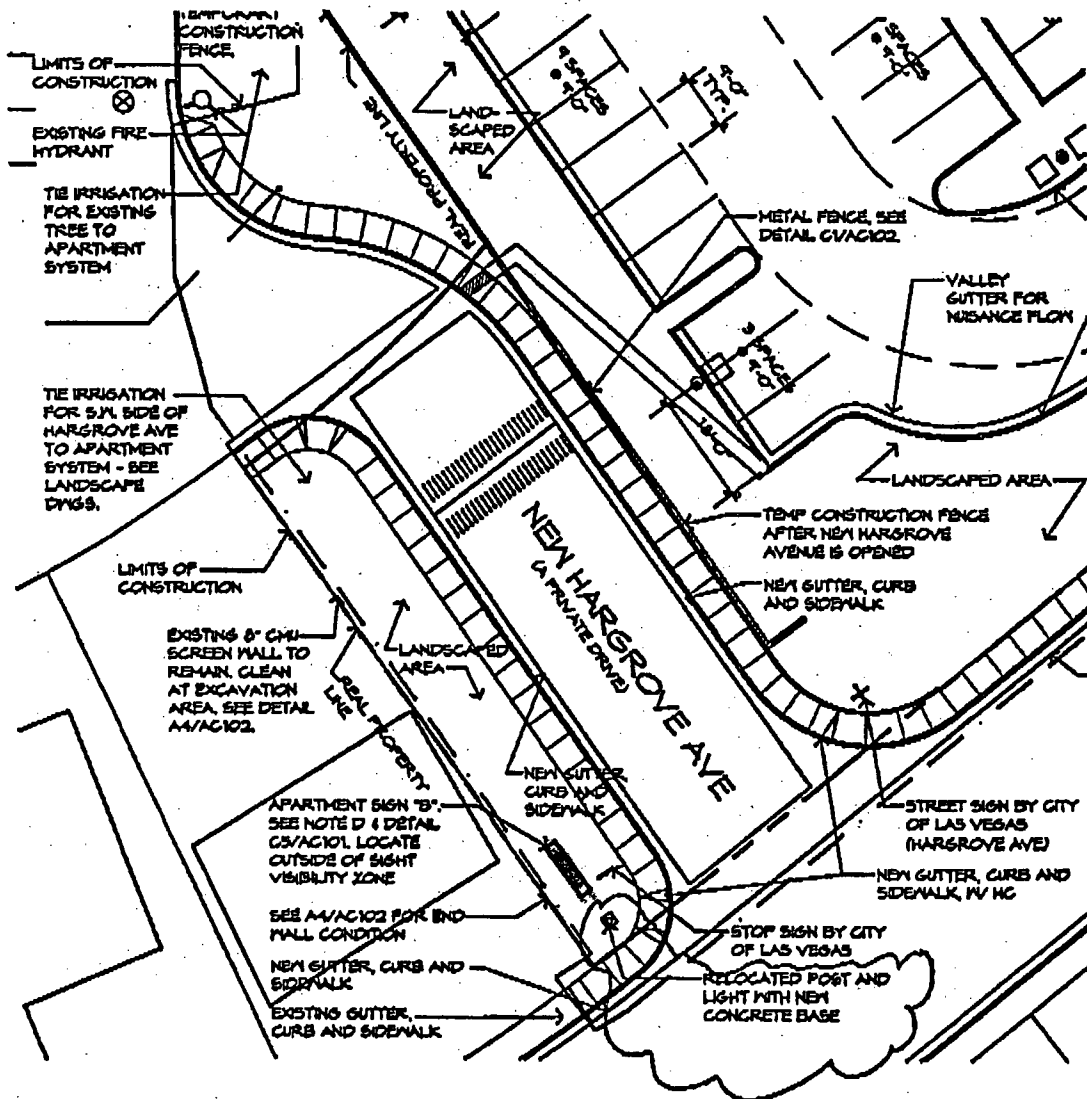 TEMPORARY
CONSTRUCTION
FENCE.
LIMITS OF
CONSTRUCTION
EXISTING FIRE
HYDRANT
TIE IRRIGATION
FOR EXISTING
TREE TO
APARTMENT
SYSTEM
REAL PROPERTY LINE
LAND-
SCAPED
AREA
4 SPACES
@ 9'-0"
9'-0"
TYP.
SPACES
@ 9'-0"
METAL FENCE, SEE
DETAIL C1/AC102
VALLEY
GUTTER FOR
NUISANCE FLOW
3 SPACES
@ 9'-0"
TIE IRRIGATION
FOR S.W. SIDE OF
HARGROVE AVE
TO APARTMENT
SYSTEM - SEE
LANDSCAPE
DWGS.
LANDSCAPED AREA
TEMP CONSTRUCTION FENCE
AFTER NEW HARGROVE
AVENUE IS OPENED
NEW GUTTER, CURB
AND SIDEWALK
LIMITS OF
CONSTRUCTION
NEW HARGROVE AVE
(A PRIVATE DRIVE)
EXISTING 8" CMU
SCREEN WALL TO
REMAIN. CLEAN
AT EXCAVATION
AREA. SEE DETAIL
A4/AC102.
LANDSCAPED
AREA
REAL PROPERTY
LINE
NEW GUTTER,
CURB AND
SIDEWALK
APARTMENT SIGN "B".
SEE NOTE D & DETAIL
C5/AC101. LOCATE
OUTSIDE OF SIGHT
VISIBILITY ZONE
STREET SIGN BY CITY
OF LAS VEGAS
(HARGROVE AVE)
NEW GUTTER, CURB AND
SIDEWALK, W/ HC
SEE A4/AC102 FOR END
WALL CONDITION
STOP SIGN BY CITY
OF LAS VEGAS
NEW GUTTER, CURB AND
SIDEWALK
RELOCATED POST AND
LIGHT WITH NEW
CONCRETE BASE
EXISTING GUTTER,
CURB AND SIDEWALK